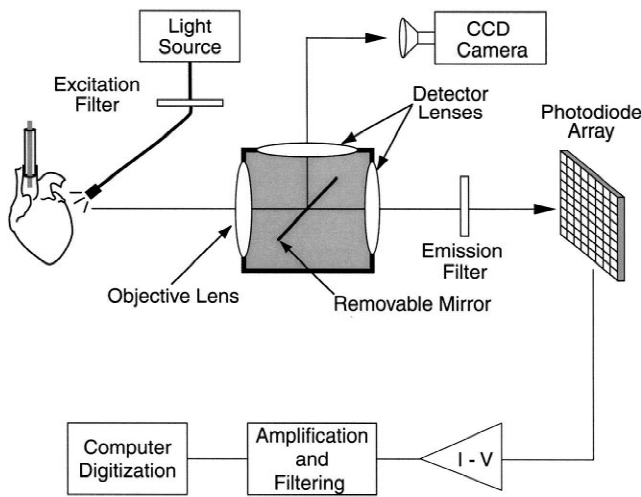 Light
Source
CCD
Camera
Excitation
Filter
Detector
Lenses
Photodiode
Array
Emission
Filter
Objective Lens
Removable Mirror
Computer
Digitization
Amplification
and
Filtering
I - V